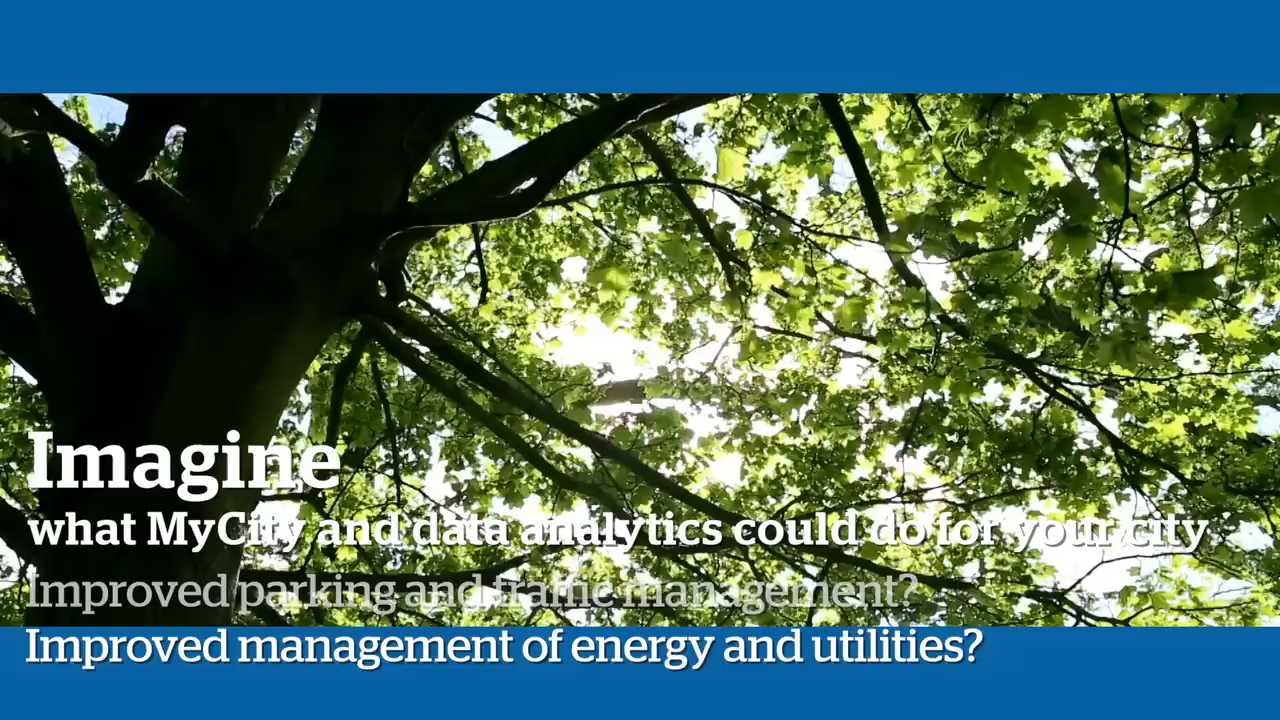 Imagine
what MyCity and data analytics could do for your city
Improved parking and traffic management?
Improved management of energy and utilities?